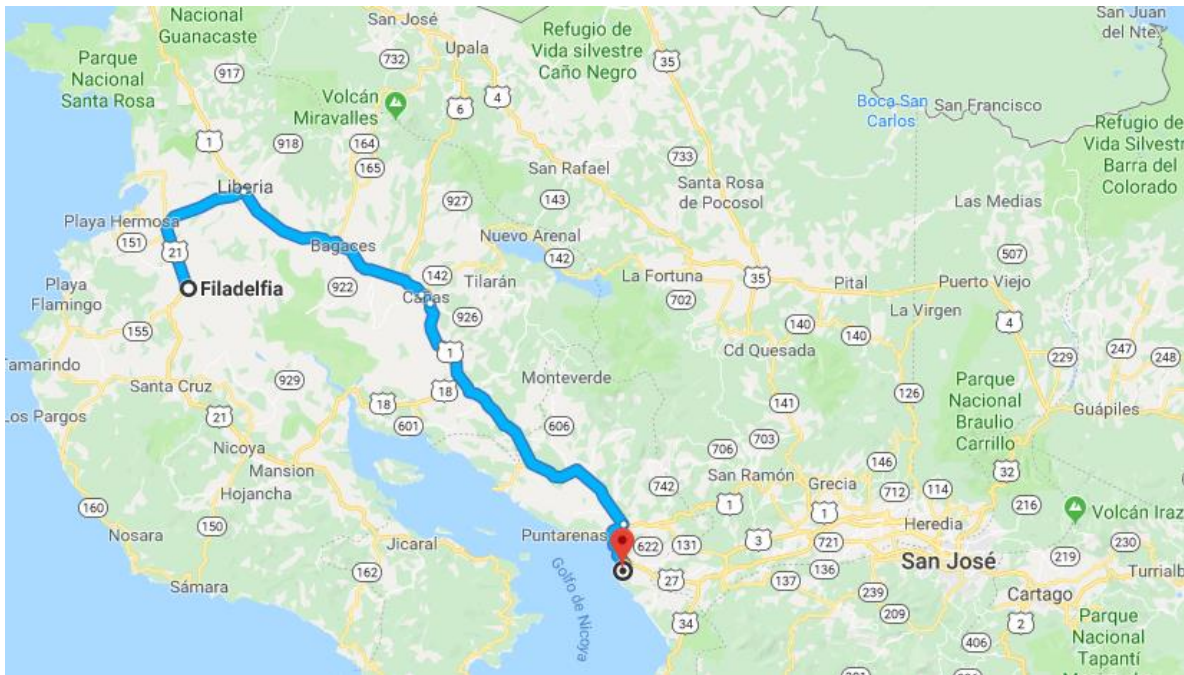 Nacional
Guanacaste
San José
Refugio de
Vida silvestre
Caño Negro
San Juan
del Nte
Parque
Nacional
Santa Rosa
917
732
Upala
35
Volcán
Miravalles
6
4
Boca San
Carlos
San Francisco
Refugio de
Vida Silvestr
Barra del
Colorado
1
918
164
165
San Rafael
733
Santa Rosa
de Pocosol
Liberia
927
143
Las Medias
Playa Hermosa
151
21
Bagaces
Nuevo Arenal
142
507
Filadelfia
922
142
Tilarán
La Fortuna
35
Pital
Puerto Viejo
Playa
Flamingo
Cañas
926
702
La Virgen
4
155
1
140
140
229
247
248
Cd Quesada
Tamarindo
Santa Cruz
929
Monteverde
126
Parque
Nacional
Braulio
Carrillo
Guápiles
Los Pargos
21
18
18
601
606
141
Nicoya
Mansion
706
703
146
32
Hojancha
742
San Ramón
Grecia
712
114
216
160
150
1
1
Heredia
Volcán Iraz
Nosara
Puntarenas
622
131
3
721
219
230
Jicaral
San José
Turrialb
Sámara
162
Golfo de Nicoya
27
137
136
239
Cartago
34
209
2
Parque
Nacional
Tapantí
406